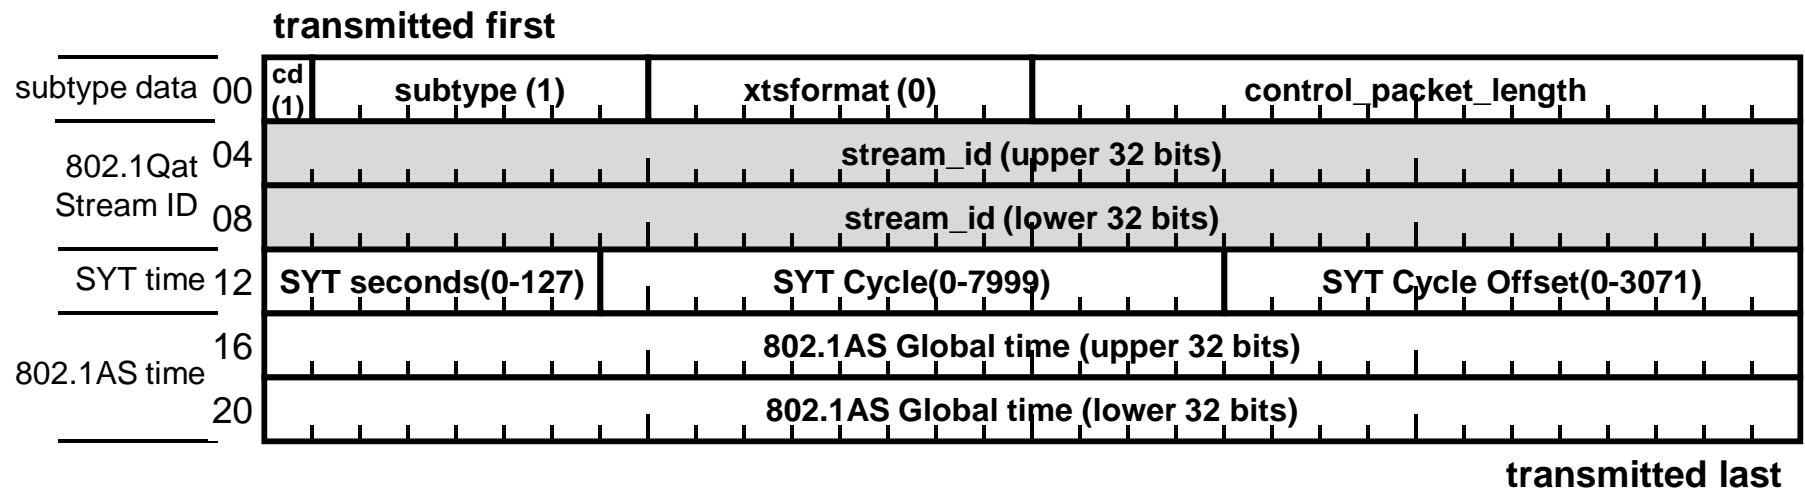 transmitted first
subtype data 00 cd (1) subtype (1) xtsformat (0) control_packet_length
802.1Qat Stream ID
04 stream_id (upper 32 bits)
08 stream_id (lower 32 bits)
SYT time 12 SYT seconds(0-127) SYT Cycle(0-7999) SYT Cycle Offset(0-3071)
802.1AS time
16 802.1AS Global time (upper 32 bits)
20 802.1AS Global time (lower 32 bits)
transmitted last